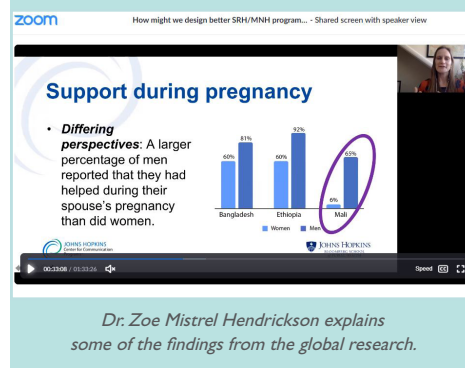 zoom
How might we design better SRH/MNH program... - Shared screen with speaker view
Support during pregnancy
• Differing
perspectives: A larger
percentage of men
reported that they had
helped during their
spouse's pregnancy
than did women.
60%
81%
60%
92%
6%
65%
Bangladesh
Ethiopia
Mali
Women
Men
JOHNS HOPKINS
Center for Communication
JOHNS HOPKINS
00:33:08 / 01:33:26
Speed
CC
Dr. Zoe Mistrel Hendrickson explains
some of the findings from the global research.